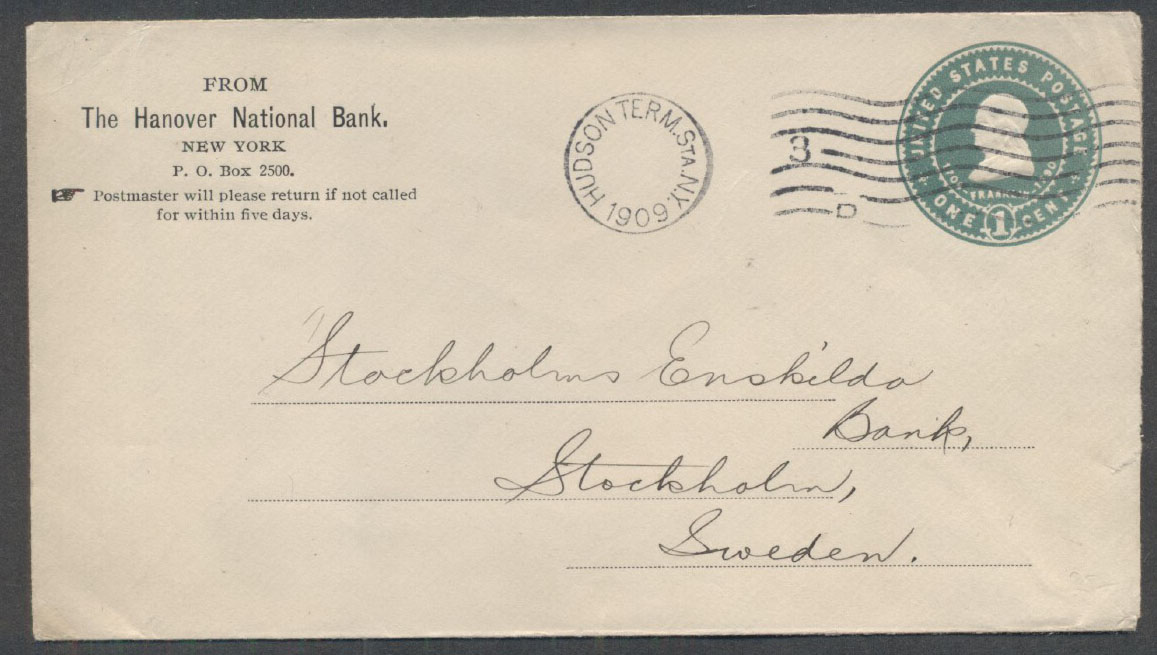 FROM
The Hanover National Bank.
NEW YORK
P. O. Box 2500.
Postmaster will please return if not called
for within five days.
HUDSON TERM. STA. N.Y.
1909.
3
D
UNITED STATES POSTAGE
FRANKLIN
ONE 1 CENT
Stockholms Enskilda
Bank,
Stockholm,
Sweden.